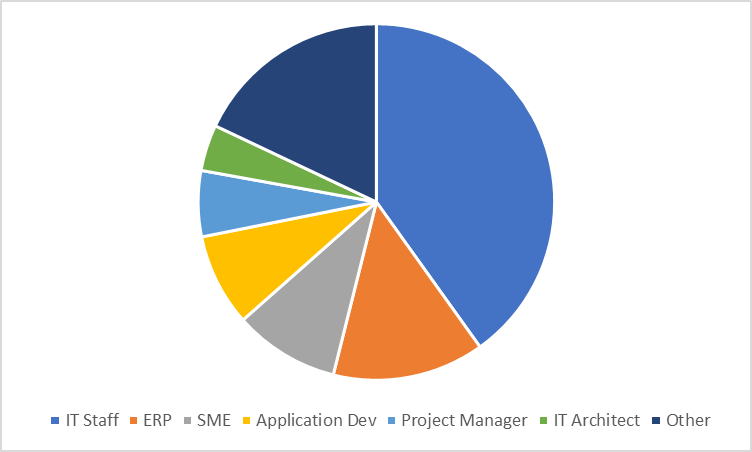 IT Staff ERP SME Application Dev Project Manager IT Architect Other